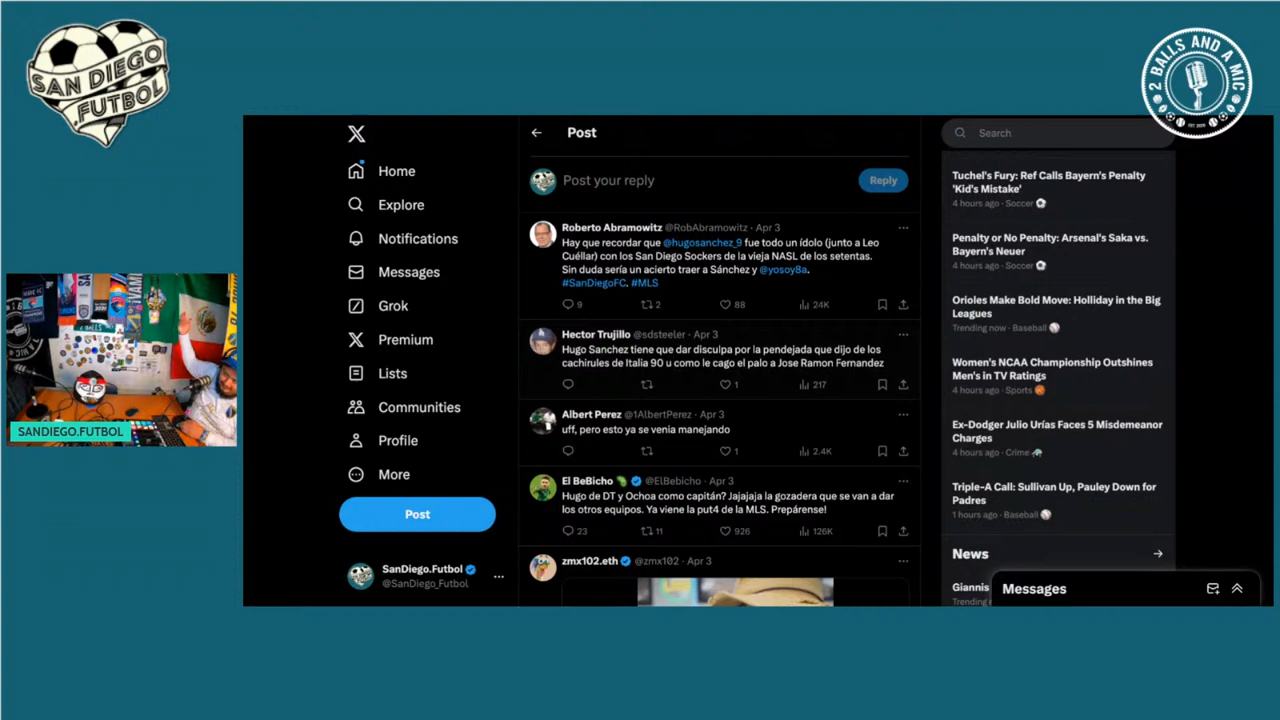 SAN DIEGO
.FUTBOL
2 BALLS AND A MIC
SANDIEGO.FUTBOL
Home
Explore
Notifications
Messages
Grok
Premium
Lists
Communities
Profile
More
Post
SanDiego.Futbol
@SanDiego_Futbol
Post
Post your reply
Reply
Roberto Abramowitz @RobAbramowitz · Apr 3
Hay que recordar que @hugosanchez_9 fue todo un ídolo (junto a Leo
Cuéllar) con los San Diego Sockers de la vieja NASL de los setentas.
Sin duda sería un acierto traer a Sánchez y @yosoy8a.
#SanDiegoFC. #MLS
9 2 88 24K
Hector Trujillo @sdsteeler · Apr 3
Hugo Sanchez tiene que dar disculpa por la pendejada que dijo de los
cachirules de Italia 90 u como le cago el palo a Jose Ramon Fernandez
1 217
Albert Perez @1AlbertPerez · Apr 3
uff, pero esto ya se venia manejando
1 2.4K
El BeBicho @ElBebicho · Apr 3
Hugo de DT y Ochoa como capitán? Jajajaja la gozadera que se van a dar
los otros equipos. Ya viene la put4 de la MLS. Prepárense!
23 11 926 126K
zmx102.eth @zmx102 · Apr 3
Search
Tuchel's Fury: Ref Calls Bayern's Penalty
'Kid's Mistake'
4 hours ago · Soccer
Penalty or No Penalty: Arsenal's Saka vs.
Bayern's Neuer
4 hours ago · Soccer
Orioles Make Bold Move: Holliday in the Big
Leagues
Trending now · Baseball
Women's NCAA Championship Outshines
Men's in TV Ratings
4 hours ago · Sports
Ex-Dodger Julio Urías Faces 5 Misdemeanor
Charges
4 hours ago · Crime
Triple-A Call: Sullivan Up, Pauley Down for
Padres
1 hours ago · Baseball
News
Giannis
Trending
Messages